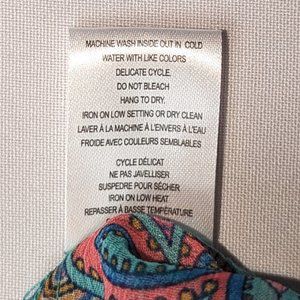 MACHINE WASH INSIDE OUT IN COLD
WATER WITH LIKE COLORS
DELICATE CYCLE.
DO NOT BLEACH
HANG TO DRY.
IRON ON LOW SETTING OR DRY CLEAN
LAVER À LA MACHINE À L'ENVERS À L'EAU
FROIDE AVEC COULEURS SEMBLABLES
CYCLE DÉLICAT
NE PAS JAVELLISER
SUSPEDRE POUR SÉCHER.
IRON ON LOW HEAT
REPASSER À BASSE TEMPÉRATURE